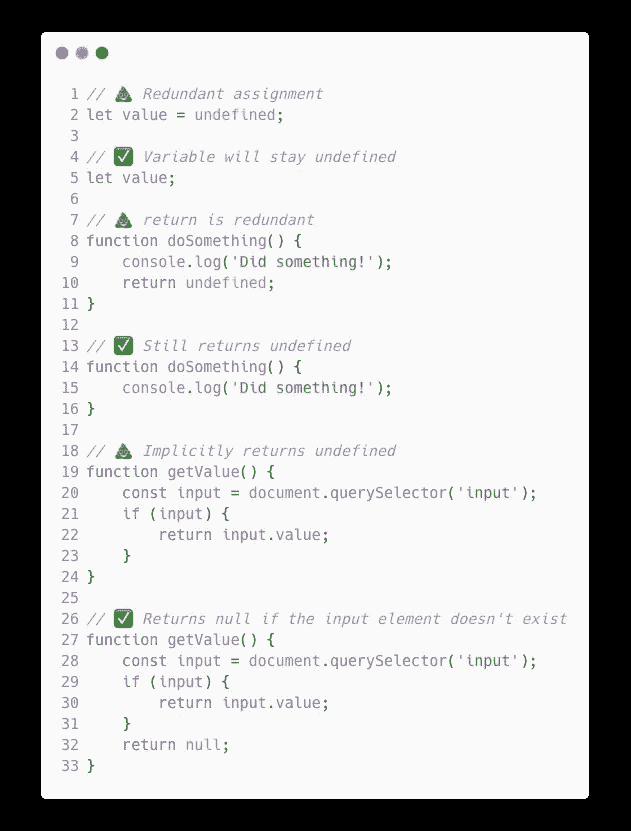 1 // 💩 Redundant assignment
2 let value = undefined;
3
4 // ✅ Variable will stay undefined
5 let value;
6
7 // 💩 return is redundant
8 function doSomething() {
9     console.log('Did something!');
10     return undefined;
11 }
12
13 // ✅ Still returns undefined
14 function doSomething() {
15     console.log('Did something!');
16 }
17
18 // 💩 Implicitly returns undefined
19 function getValue() {
20     const input = document.querySelector('input');
21     if (input) {
22         return input.value;
23     }
24 }
25
26 // ✅ Returns null if the input element doesn't exist
27 function getValue() {
28     const input = document.querySelector('input');
29     if (input) {
30         return input.value;
31     }
32     return null;
33 }